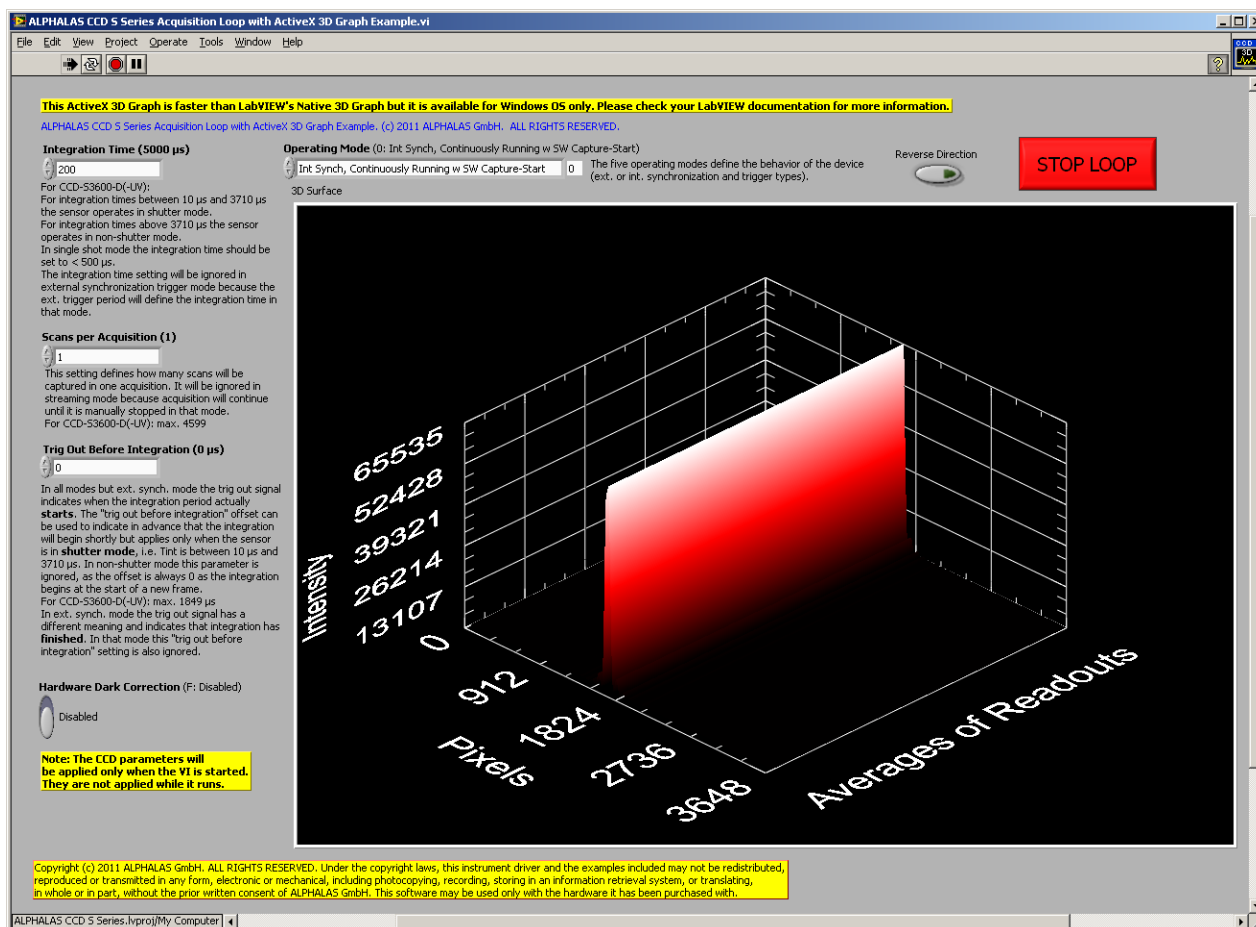 ALPHALAS CCD S Series Acquisition Loop with ActiveX 3D Graph Example.vi
File Edit View Project Operate Tools Window Help
CCD
3D
This ActiveX 3D Graph is faster than LabVIEW's Native 3D Graph but it is available for Windows OS only. Please check your LabVIEW documentation for more information.
ALPHALAS CCD S Series Acquisition Loop with ActiveX 3D Graph Example. (c) 2011 ALPHALAS GmbH. ALL RIGHTS RESERVED.
Integration Time (5000 µs)
200
For CCD-S3600-D(-UV):
For integration times between 10 µs and 3710 µs
the sensor operates in shutter mode.
For integration times above 3710 µs the sensor
operates in non-shutter mode.
In single shot mode the integration time should be
set to < 500 µs.
The integration time setting will be ignored in
external synchronization trigger mode because the
ext. trigger period will define the integration time in
that mode.
Scans per Acquisition (1)
1
This setting defines how many scans will be
captured in one acquisition. It will be ignored in
streaming mode because acquisition will continue
until it is manually stopped in that mode.
For CCD-S3600-D(-UV): max. 4599
Trig Out Before Integration (0 µs)
0
In all modes but ext. synch. mode the trig out signal
indicates when the integration period actually
starts. The "trig out before integration" offset can
be used to indicate in advance that the integration
will begin shortly but applies only when the sensor
is in shutter mode, i.e. Tint is between 10 µs and
3710 µs. In non-shutter mode this parameter is
ignored, as the offset is always 0 as the integration
begins at the start of a new frame.
For CCD-S3600-D(-UV): max. 1849 µs
In ext. synch. mode the trig out signal has a
different meaning and indicates that integration has
finished. In that mode this "trig out before
integration" setting is also ignored.
Hardware Dark Correction (F: Disabled)
Disabled
Note: The CCD parameters will
be applied only when the VI is started.
They are not applied while it runs.
Operating Mode (0: Int Synch, Continuously Running w SW Capture-Start)
Int Synch, Continuously Running w SW Capture-Start 0
The five operating modes define the behavior of the device
(ext. or int. synchronization and trigger types).
Reverse Direction
STOP LOOP
3D Surface
65535
52428
39321
26214
13107
0
Intensity
912
1824
2736
3648
Pixels
Averages of Readouts
Copyright (c) 2011 ALPHALAS GmbH. ALL RIGHTS RESERVED. Under the copyright laws, this instrument driver and the examples included may not be redistributed,
reproduced or transmitted in any form, electronic or mechanical, including photocopying, recording, storing in an information retrieval system, or translating,
in whole or in part, without the prior written consent of ALPHALAS GmbH. This software may be used only with the hardware it has been purchased with.
ALPHALAS CCD S Series.lvproj/My Computer